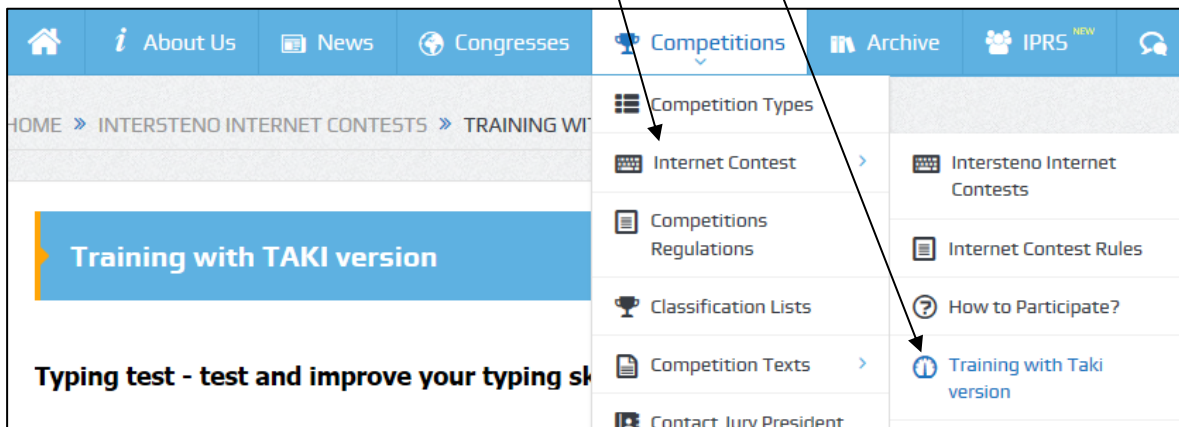 About Us News Congresses Competitions Archive IPRS NEW
HOME » INTERSTENO INTERNET CONTESTS » TRAINING
Training with TAKI version
Typing test - test and improve your typing
Competition Types
Internet Contest
Competitions
Regulations
Classification Lists
Competition Texts
Contact Jury President
Intersteno Internet
Contests
Internet Contest Rules
How to Participate?
Training with Taki
version